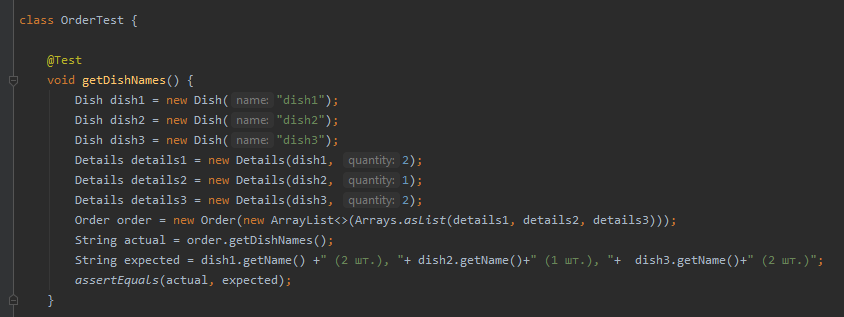 class OrderTest {
@Test
void getDishNames() {
Dish dish1 = new Dish( name: "dish1");
Dish dish2 = new Dish( name: "dish2");
Dish dish3 = new Dish( name: "dish3");
Details details1 = new Details(dish1, quantity: 2);
Details details2 = new Details(dish2, quantity: 1);
Details details3 = new Details(dish3, quantity: 2);
Order order = new Order(new ArrayList<>(Arrays.asList(details1, details2, details3)));
String actual = order.getDishNames();
String expected = dish1.getName() +" (2 шт.), "+ dish2.getName()+" (1 шт.), "+  dish3.getName()+" (2 шт.)";
assertEquals(actual, expected);
}